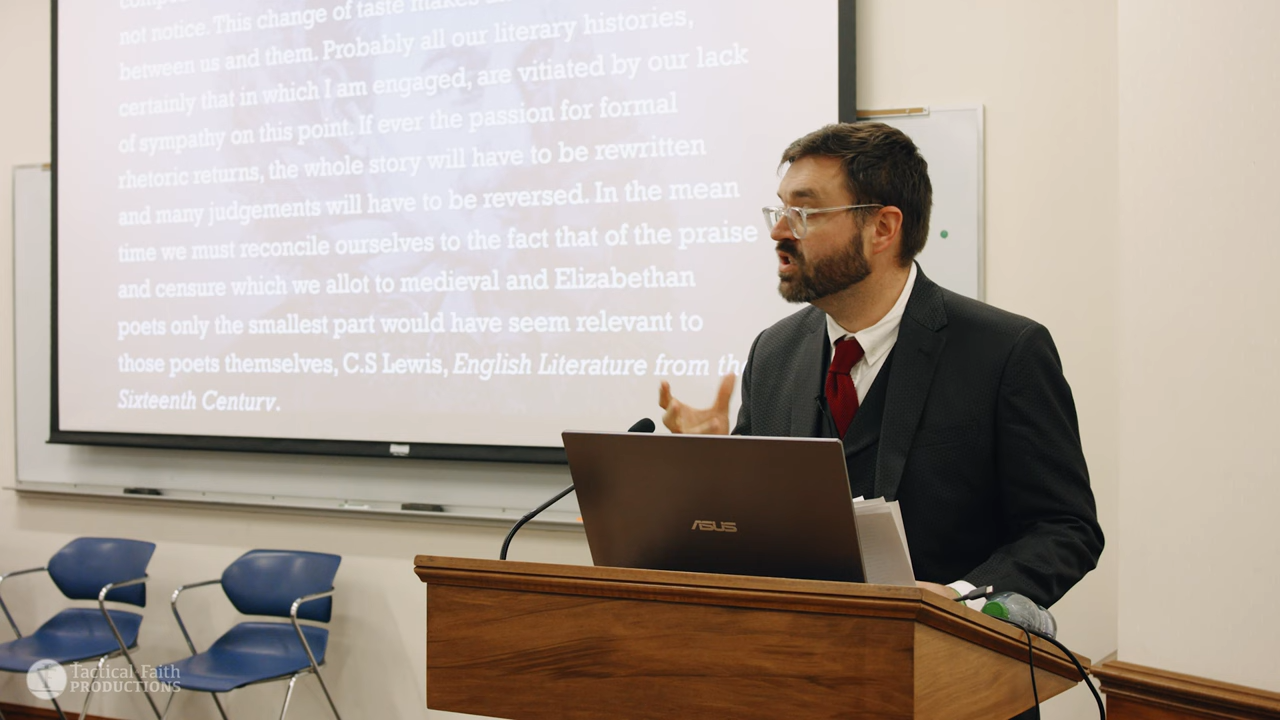 not notice. This change of taste makes
between us and them. Probably all our literary histories,
certainly that in which I am engaged, are vitiated by our lack
of sympathy on this point. If ever the passion for formal
rhetoric returns, the whole story will have to be rewritten
and many judgements will have to be reversed. In the mean
time we must reconcile ourselves to the fact that of the praise
and censure which we allot to medieval and Elizabethan
poets only the smallest part would have seem relevant to
those poets themselves, C.S Lewis, English Literature from the
Sixteenth Century.
ASUS
Tactical-Faith
PRODUCTIONS